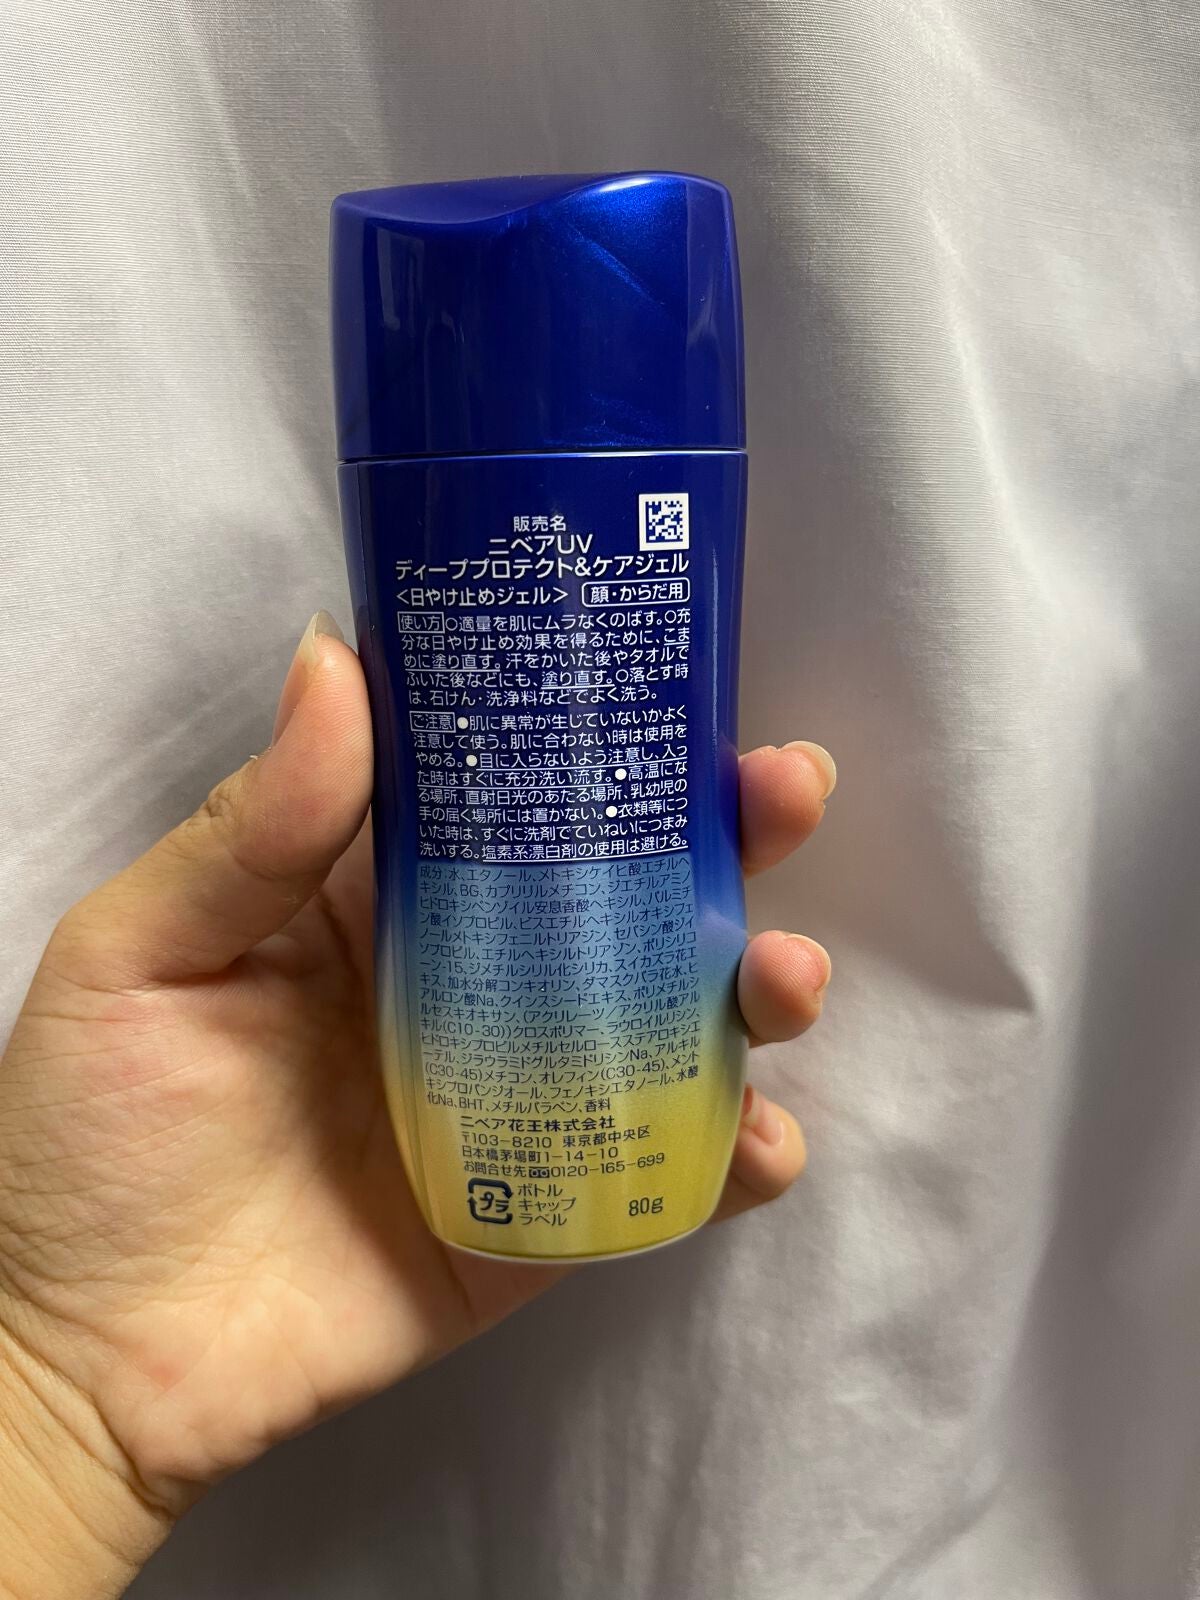 販売名
ニベアUV
ディーププロテクト&ケアジェル
<日やけ止めジェル> 顔・からだ用
使い方○適量を肌にムラなくのばす。○充
分な日やけ止め効果を得るために、こま
めに塗り直す。汗をかいた後やタオルで
ふいた後などにも、塗り直す。○落とす時
は、石けん・洗浄料などでよく洗う。
ご注意●肌に異常が生じていないかよく
注意して使う。肌に合わない時は使用を
やめる。●目に入らないよう注意し、入っ
た時はすぐに充分洗い流す。●高温にな
る場所、直射日光のあたる場所、乳幼児の
手の届く場所には置かない。●衣類等につ
いた時は、すぐに洗剤でていねいにつまみ
洗いする。塩素系漂白剤の使用は避ける。
成分:水、エタノール、メトキシケイヒ酸エチルヘ
キシル、BG、カプリリルメチコン、ジエチルアミノ
ヒドロキシベンゾイル安息香酸ヘキシル、パルミチ
ン酸イソプロピル、ビスエチルヘキシルオキシフェ
ノールメトキシフェニルトリアジン、セバシン酸ジイ
ソプロピル、エチルヘキシルトリアゾン、ポリシリコ
ーン-15、ジメチルシリル化シリカ、スイカズラ花エ
キス、加水分解コンキオリン、ダマスクバラ花水、ヒ
アルロン酸Na、クインスシードエキス、ポリメチルシ
ルセスキオキサン、(アクリレーツ/アクリル酸アル
キル(C10-30))クロスポリマー、ラウロイルリシン、
ヒドロキシプロピルメチルセルロースステアロキシエ
ーテル、ジラウラミドグルタミドリシンNa、アルキル
(C30-45)メチコン、オレフィン(C30-45)、メント
キシプロパンジオール、フェノキシエタノール、水酸
化Na、BHT、メチルパラベン、香料
ニベア花王株式会社
〒103-8210 東京都中央区
日本橋茅場町1-14-10
お問合せ先 0120-165-699
プラ ボトル
キャップ
ラベル
80g